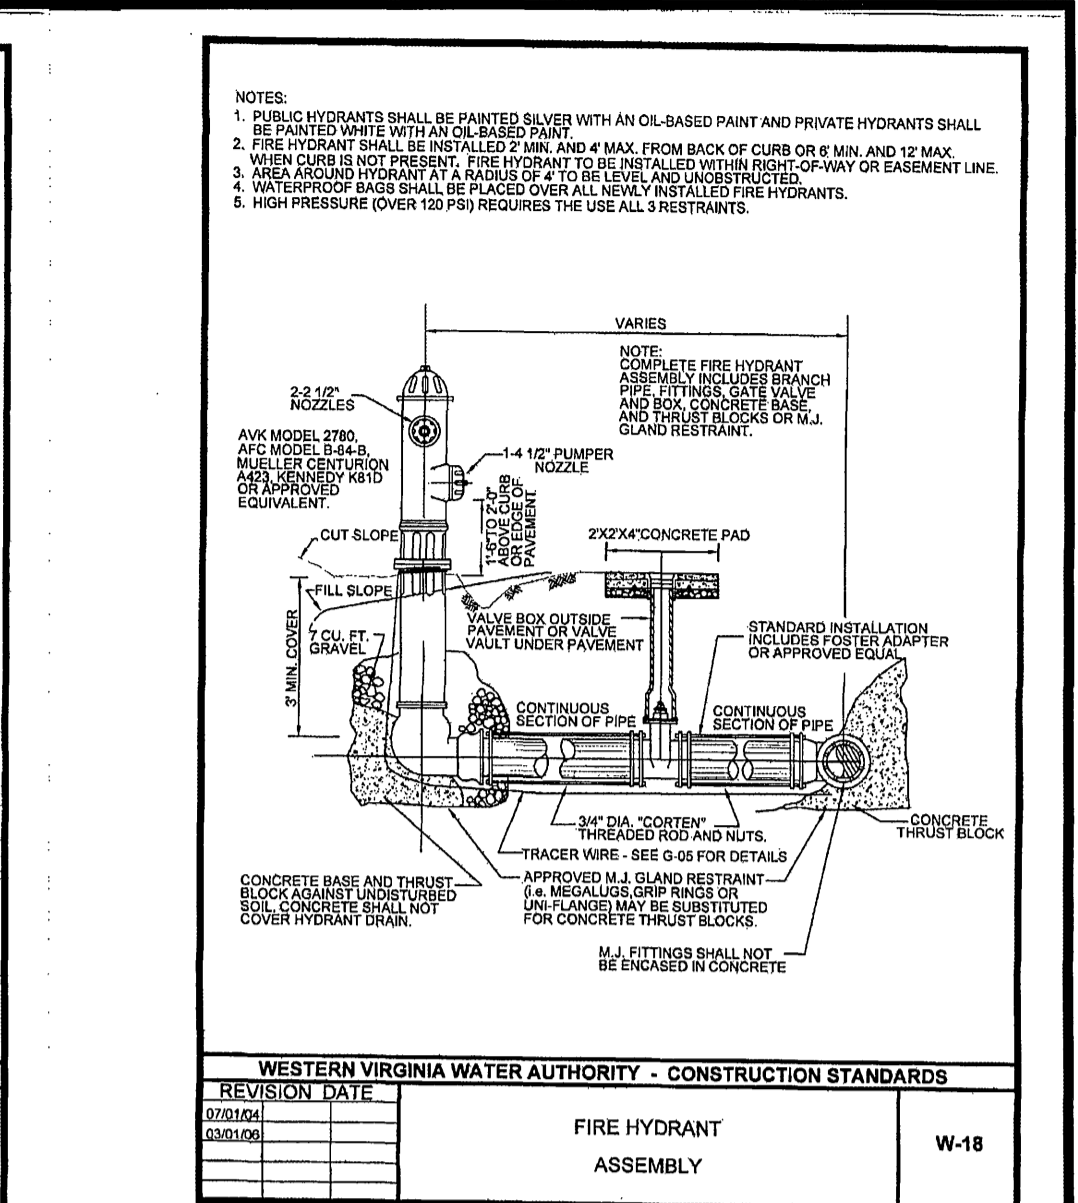 NOTES:
1. PUBLIC HYDRANTS SHALL BE PAINTED SILVER WITH AN OIL-BASED PAINT AND PRIVATE HYDRANTS SHALL
BE PAINTED WHITE WITH AN OIL-BASED PAINT.
2. FIRE HYDRANT SHALL BE INSTALLED 2' MIN. AND 4' MAX. FROM BACK OF CURB OR 6' MIN. AND 12' MAX.
WHEN CURB IS NOT PRESENT. FIRE HYDRANT TO BE INSTALLED WITHIN RIGHT-OF-WAY OR EASEMENT LINE.
3. AREA AROUND HYDRANT AT A RADIUS OF 4' TO BE LEVEL AND UNOBSTRUCTED.
4. WATERPROOF BAGS SHALL BE PLACED OVER ALL NEWLY INSTALLED FIRE HYDRANTS.
5. HIGH PRESSURE (OVER 120 PSI) REQUIRES THE USE ALL 3 RESTRAINTS.
VARIES
NOTE:
COMPLETE FIRE HYDRANT
ASSEMBLY INCLUDES BRANCH
PIPE, FITTINGS, GATE VALVE
AND BOX, CONCRETE BASE,
AND THRUST BLOCKS OR M.J.
GLAND RESTRAINT.
2-2 1/2"
NOZZLES
AVK MODEL 2780,
AFC MODEL B-84-B,
MUELLER CENTURION
A423, KENNEDY K81D
OR APPROVED
EQUIVALENT.
1-4 1/2" PUMPER
NOZZLE
1'-6" TO 2'-0"
ABOVE CURB
OR EDGE OF
PAVEMENT.
2'X2'X4" CONCRETE PAD
CUT SLOPE
FILL SLOPE
7 CU. FT.
GRAVEL
3' MIN. COVER
VALVE BOX OUTSIDE
PAVEMENT OR VALVE
VAULT UNDER PAVEMENT
STANDARD INSTALLATION
INCLUDES FOSTER ADAPTER
OR APPROVED EQUAL
CONTINUOUS
SECTION OF PIPE
CONTINUOUS
SECTION OF PIPE
3/4" DIA. "CORTEN"
THREADED ROD AND NUTS.
CONCRETE
THRUST BLOCK
TRACER WIRE - SEE G-05 FOR DETAILS
CONCRETE BASE AND THRUST
BLOCK AGAINST UNDISTURBED
SOIL, CONCRETE SHALL NOT
COVER HYDRANT DRAIN.
APPROVED M.J. GLAND RESTRAINT
(i.e. MEGALUGS,GRIP RINGS OR
UNI-FLANGE) MAY BE SUBSTITUTED
FOR CONCRETE THRUST BLOCKS.
M.J. FITTINGS SHALL NOT
BE ENCASED IN CONCRETE
WESTERN VIRGINIA WATER AUTHORITY - CONSTRUCTION STANDARDS
REVISION DATE
07/01/04
03/01/06
FIRE HYDRANT
ASSEMBLY
W-18